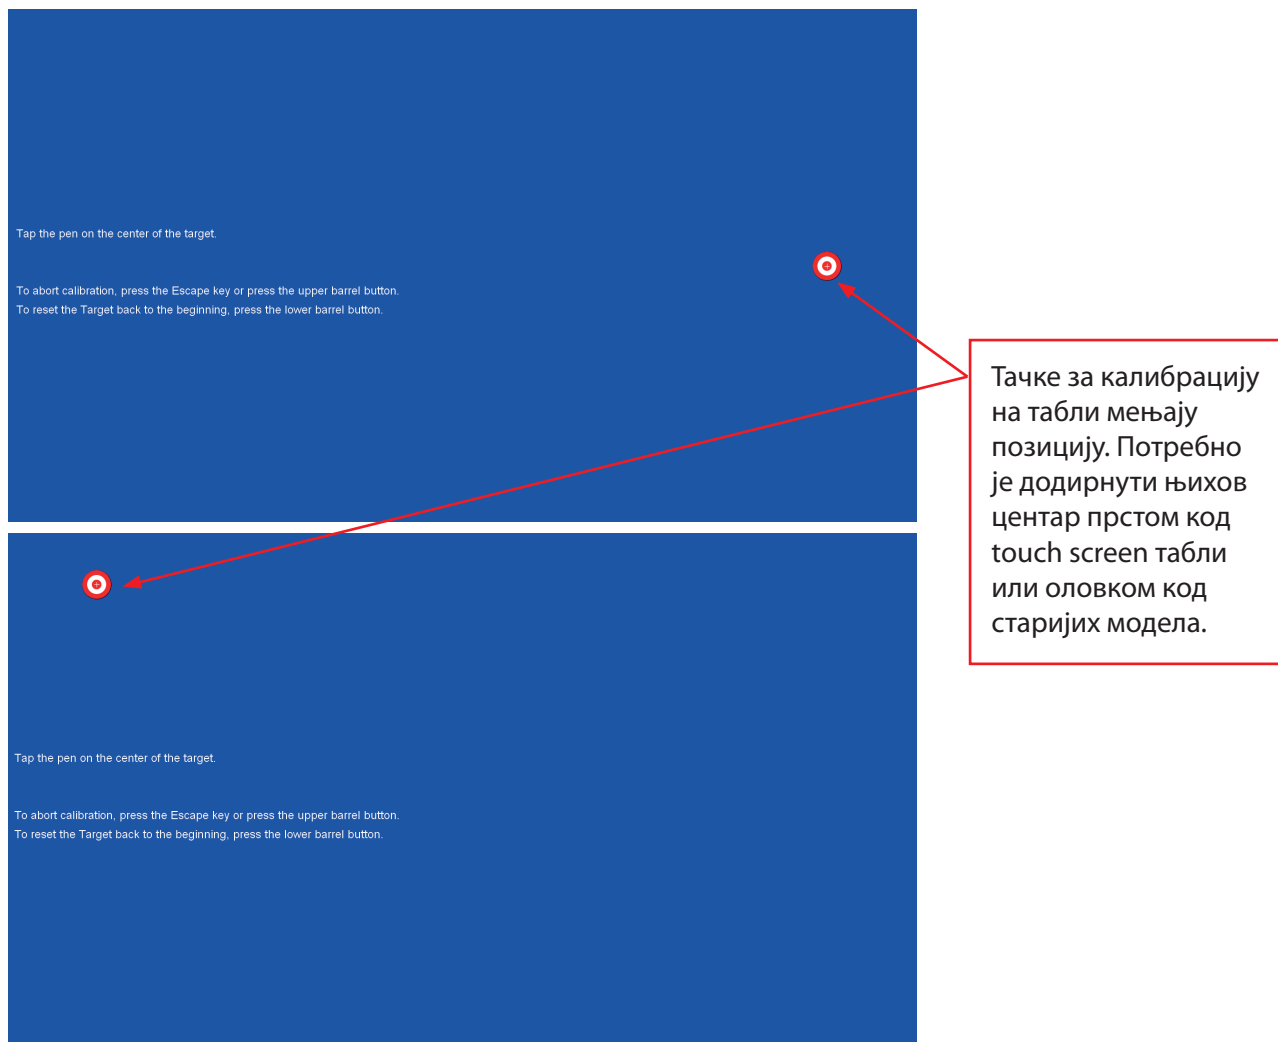 Tap the pen on the center of the target.
To abort calibration, press the Escape key or press the upper barrel button.
To reset the Target back to the beginning, press the lower barrel button.
Тачке за калибрацију
на табли мењају
позицију. Потребно
је додирнути њихов
центар прстом код
touch screen табли
или оловком код
старијих модела.
Tap the pen on the center of the target.
To abort calibration, press the Escape key or press the upper barrel button.
To reset the Target back to the beginning, press the lower barrel button.